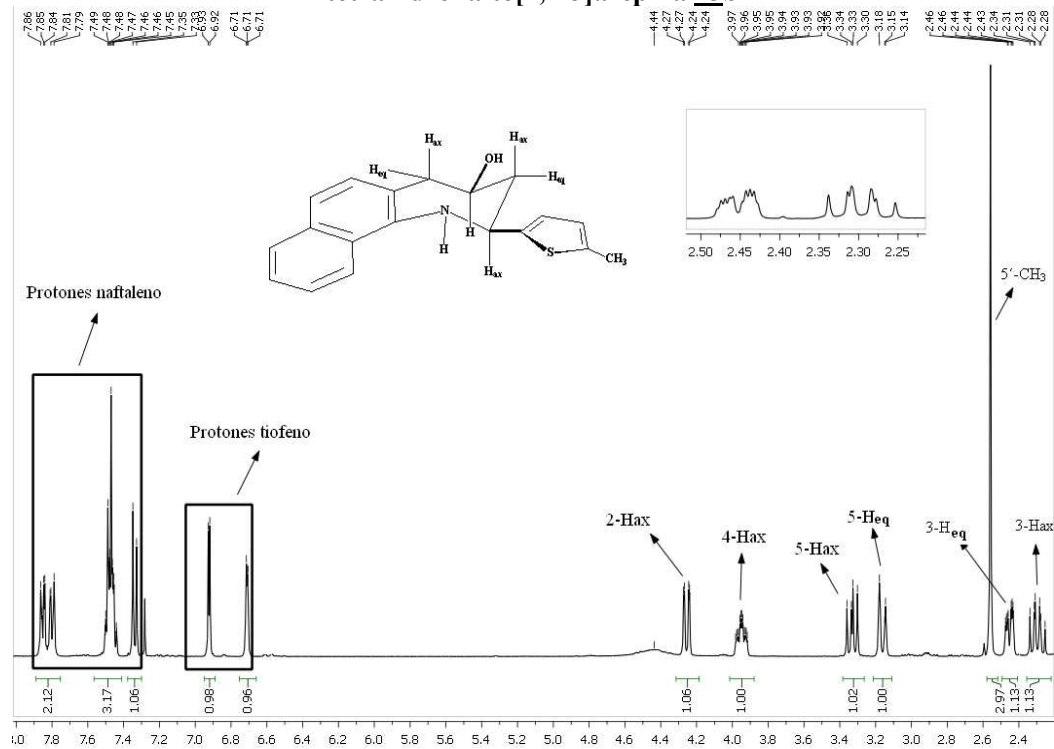 7.86 7.85 7.84 7.81 7.79 7.49 7.48 7.48 7.47 7.46 7.45 7.35 7.33 6.93 6.92 6.71 6.71 4.44 4.27 4.27 4.24 4.24 3.97 3.96 3.95 3.95 3.94 3.93 3.93 3.36 3.34 3.33 3.30 3.18 3.15 3.14 2.46 2.46 2.44 2.44 2.43 2.34 2.31 2.31 2.28 2.28
Hax
Hax
OH
Heq
Heq
N
H
H
S
CH3
Hax
2.50 2.45 2.40 2.35 2.30 2.25
5´-CH3
Protones naftaleno
Protones tiofeno
2-Hax
4-Hax
5-Hax
5-Heq
3-Heq
3-Hax
2.12 3.17 1.06 0.98 0.96 1.06 1.00 1.02 1.00 2.97 1.13 1.13
7.8 7.6 7.4 7.2 7.0 6.8 6.6 6.4 6.2 6.0 5.8 5.6 5.4 5.2 5.0 4.8 4.6 4.4 4.2 4.0 3.8 3.6 3.4 3.2 3.0 2.8 2.6 2.4